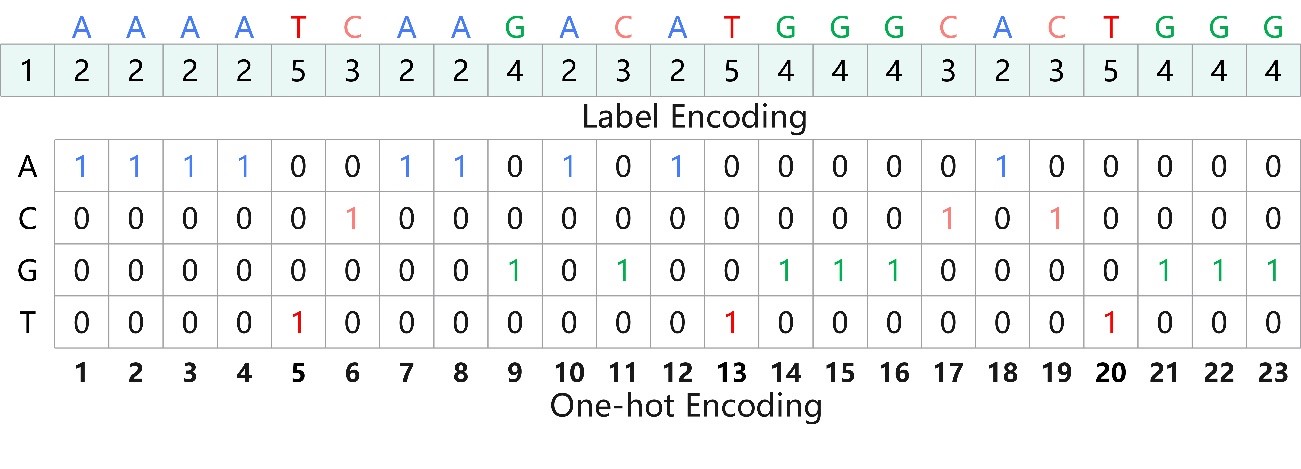 A A A A T C A A G A C A T G G G C A C T G G G
1 2 2 2 2 5 3 2 2 4 2 3 2 5 4 4 4 3 2 3 5 4 4 4
Label Encoding
A 1 1 1 1 0 0 1 1 0 1 0 1 0 0 0 0 0 1 0 0 0 0 0
C 0 0 0 0 0 1 0 0 0 0 0 0 0 0 0 0 1 0 1 0 0 0 0
G 0 0 0 0 0 0 0 0 1 0 1 0 0 1 1 1 0 0 0 0 1 1 1
T 0 0 0 0 1 0 0 0 0 0 0 0 1 0 0 0 0 0 0 1 0 0 0
1 2 3 4 5 6 7 8 9 10 11 12 13 14 15 16 17 18 19 20 21 22 23
One-hot Encoding